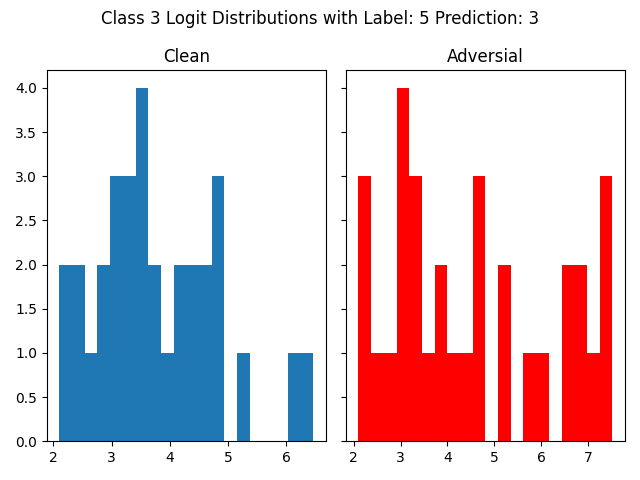 Class 3 Logit Distributions with Label: 5 Prediction: 3
Clean
Adversial
4.0
3.5
3.0
2.5
2.0
1.5
1.0
0.5
0.0
2 3 4 5 6
2 3 4 5 6 7